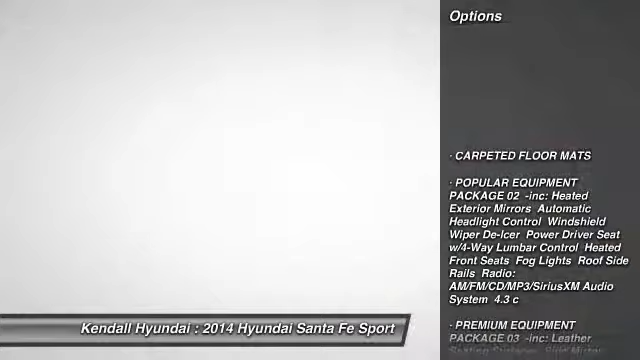 Options
· CARPETED FLOOR MATS
· POPULAR EQUIPMENT
PACKAGE 02 -inc: Heated
Exterior Mirrors Automatic
Headlight Control Windshield
Wiper De-Icer Power Driver Seat
w/4-Way Lumbar Control Heated
Front Seats Fog Lights Roof Side
Rails Radio:
AM/FM/CD/MP3/SiriusXM Audio
System 4.3 c
· PREMIUM EQUIPMENT
PACKAGE 03 -inc: Leather
Kendall Hyundai : 2014 Hyundai Santa Fe Sport